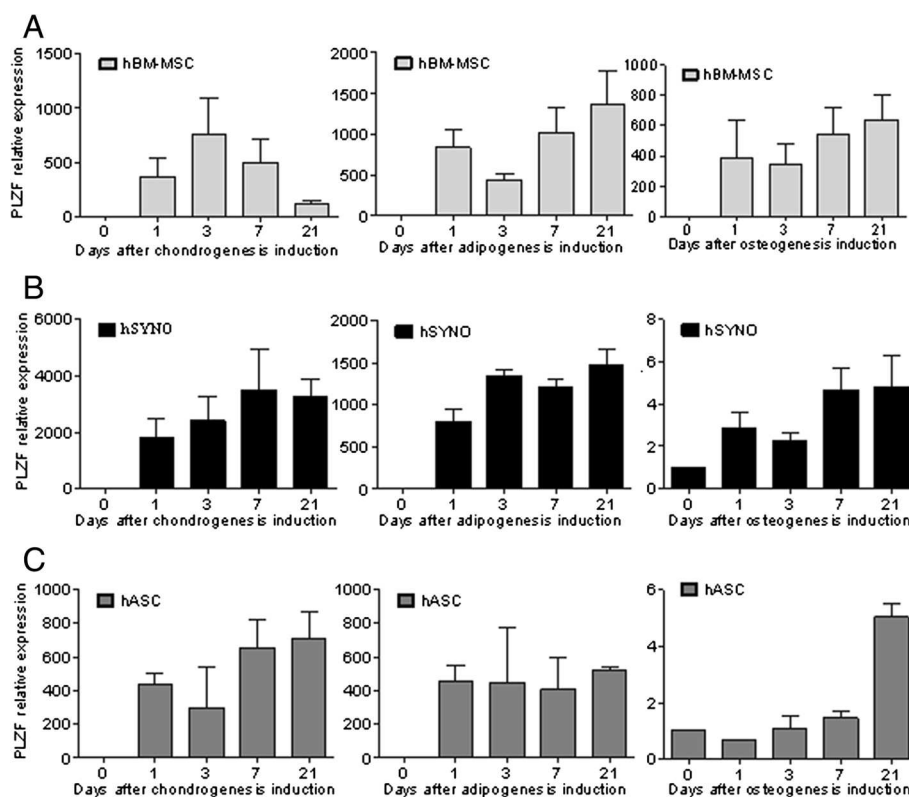 A
PLZF relative expression
1500
1000
500
0
hBM-MSC
0 1 3 7 21
Days after chondrogenesis induction
2000
1500
1000
500
0
hBM-MSC
0 1 3 7 21
Days after adipogenesis induction
1000
800
600
400
200
0
hBM-MSC
0 1 3 7 21
Days after osteogenesis induction
B
PLZF relative expression
6000
4000
2000
0
hSYNO
0 1 3 7 21
Days after chondrogenesis induction
2000
1500
1000
500
0
hSYNO
0 1 3 7 21
Days after adipogenesis induction
8
6
4
2
0
hSYNO
0 1 3 7 21
Days after osteogenesis induction
C
PLZF relative expression
1000
800
600
400
200
0
hASC
0 1 3 7 21
Days after chondrogenesis induction
1000
800
600
400
200
0
hASC
0 1 3 7 21
Days after adipogenesis induction
6
4
2
0
hASC
0 1 3 7 21
Days after osteogenesis induction